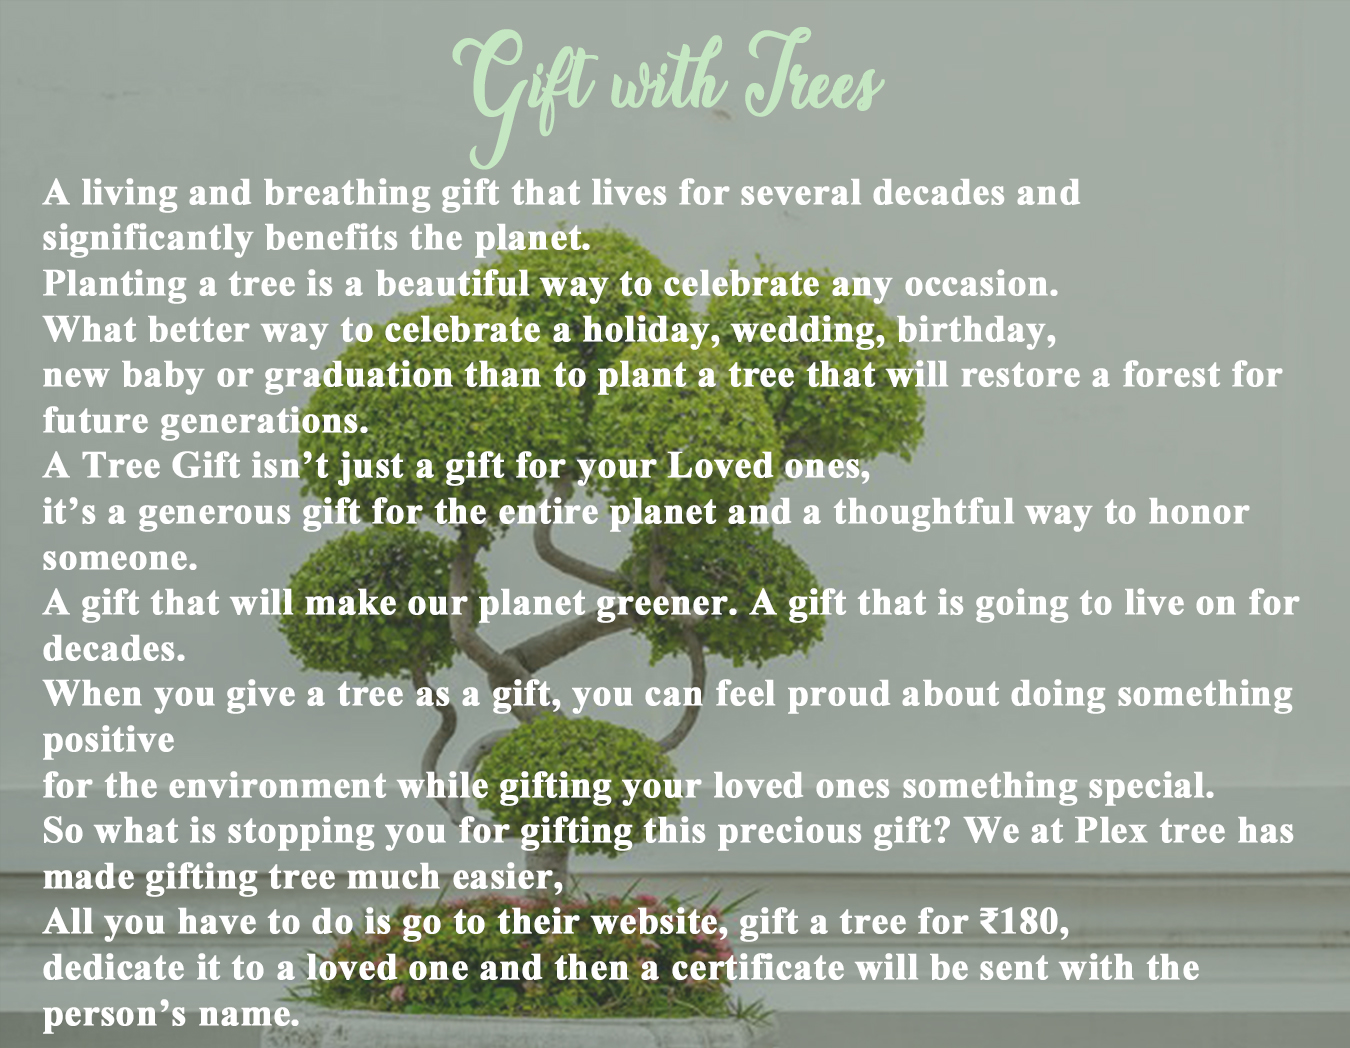 Gift with Trees
A living and breathing gift that lives for several decades and
significantly benefits the planet.
Planting a tree is a beautiful way to celebrate any occasion.
What better way to celebrate a holiday, wedding, birthday,
new baby or graduation than to plant a tree that will restore a forest for
future generations.
A Tree Gift isn’t just a gift for your Loved ones,
it’s a generous gift for the entire planet and a thoughtful way to honor
someone.
A gift that will make our planet greener. A gift that is going to live on for
decades.
When you give a tree as a gift, you can feel proud about doing something
positive
for the environment while gifting your loved ones something special.
So what is stopping you for gifting this precious gift? We at Plex tree has
made gifting tree much easier,
All you have to do is go to their website, gift a tree for ₹180,
dedicate it to a loved one and then a certificate will be sent with the
person’s name.